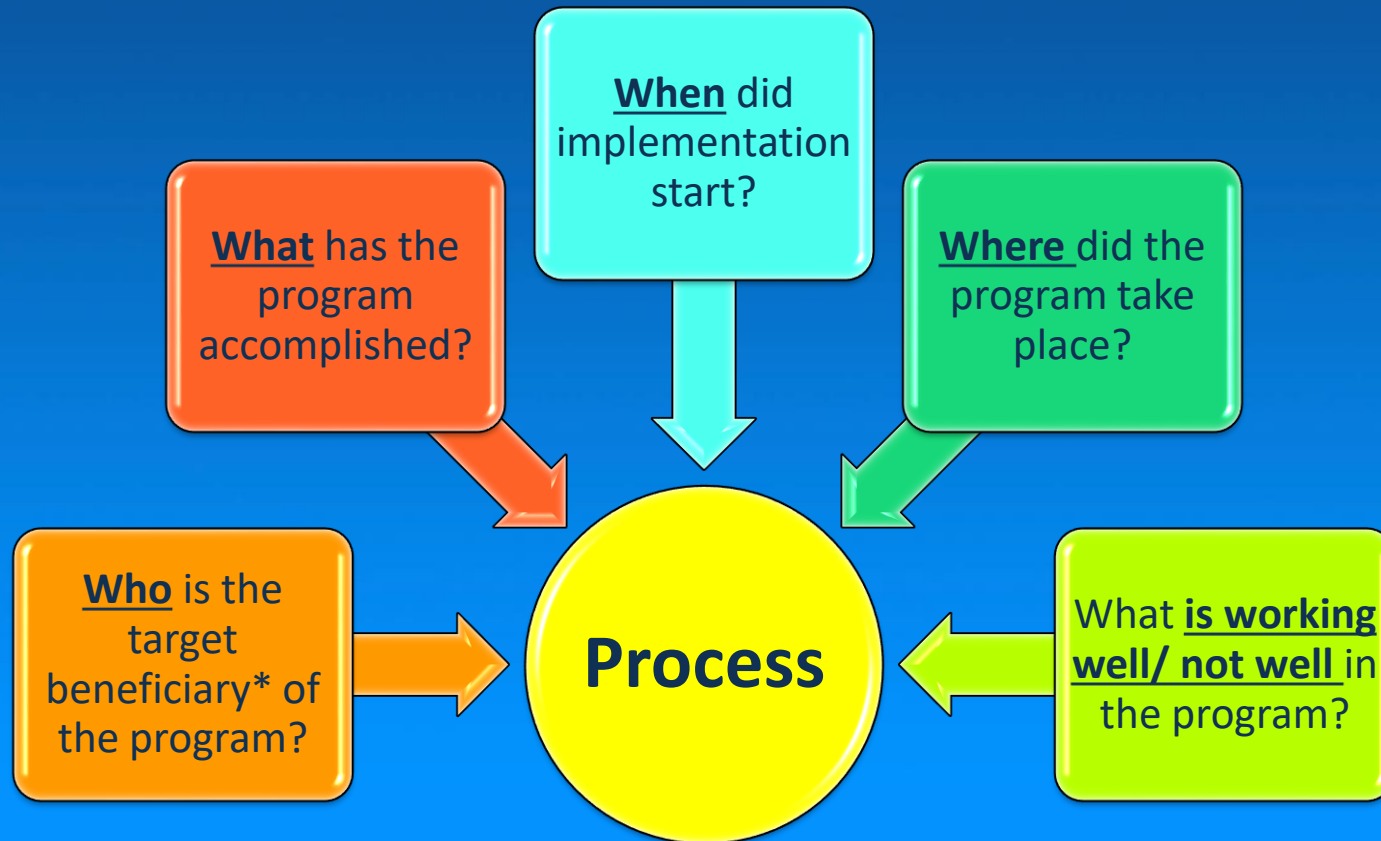 When did
implementation
start?
What has the
program
accomplished?
Where did the
program take
place?
Who is the
target
beneficiary* of
the program?
Process
What is working
well/ not well in
the program?